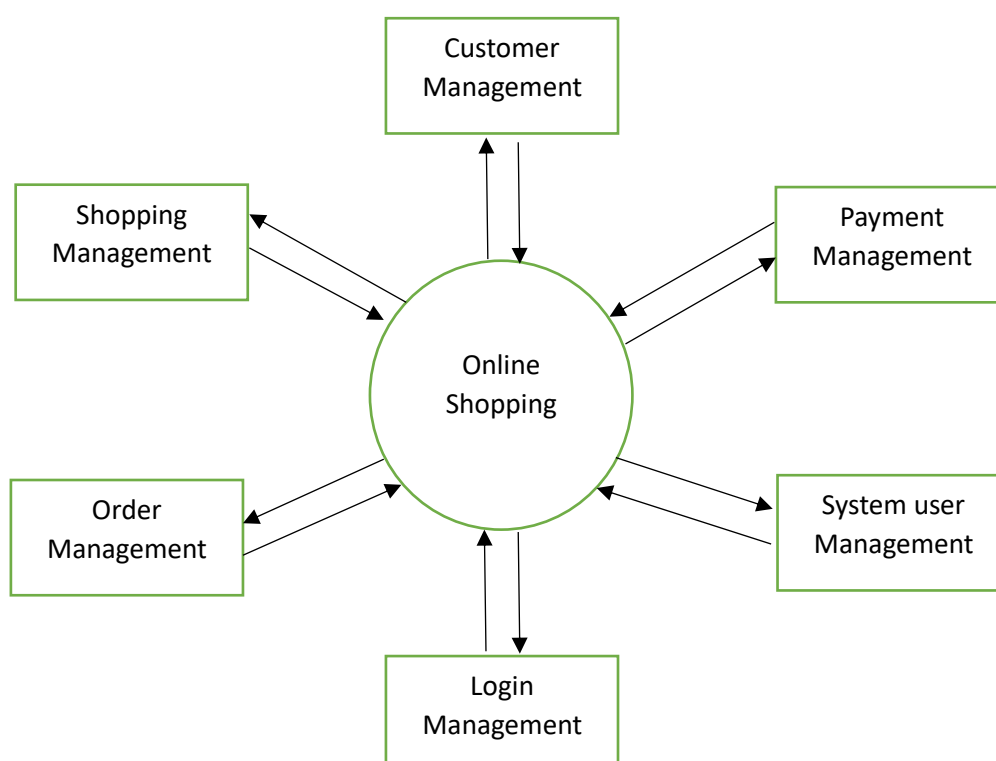 Customer
Management
Shopping
Management
Payment
Management
Online
Shopping
Order
Management
System user
Management
Login
Management